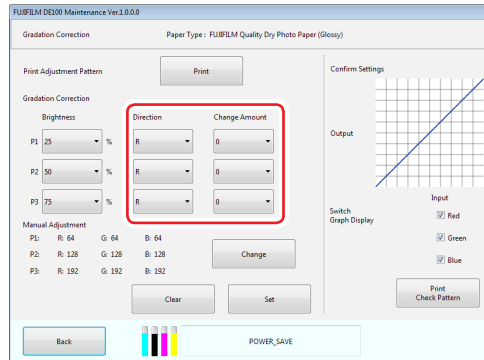 FUJIFILM DE100 Maintenance Ver.1.0.0.0
Gradation Correction
Paper Type : FUJIFILM Quality Dry Photo Paper (Glossy)
Print Adjustment Pattern
Print
Confirm Settings
Gradation Correction
Brightness Direction Change Amount
Output
P1 25 % R 0
P2 50 % R 0
P3 75 % R 0
Input
Switch
Graph Display
Red
Green
Blue
Manual Adjustment
P1: R: 64 G: 64 B: 64
P2: R: 128 G: 128 B: 128
P3: R: 192 G: 192 B: 192
Change
Clear
Set
Print
Check Pattern
Back
POWER_SAVE